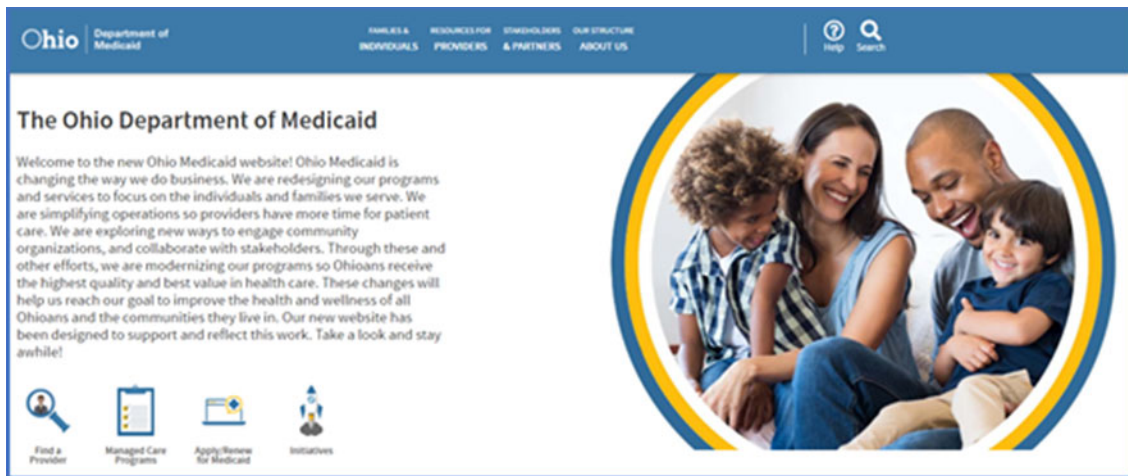 Ohio Department of Medicaid
FAMILIES & INDIVIDUALS
RESOURCES FOR PROVIDERS
STAKEHOLDERS & PARTNERS
OUR STRUCTURE ABOUT US
Help
Search
The Ohio Department of Medicaid
Welcome to the new Ohio Medicaid website! Ohio Medicaid is
changing the way we do business. We are redesigning our programs
and services to focus on the individuals and families we serve. We
are simplifying operations so providers have more time for patient
care. We are exploring new ways to engage community
organizations, and collaborate with stakeholders. Through these and
other efforts, we are modernizing our programs so Ohioans receive
the highest quality and best value in health care. These changes will
help us reach our goal to improve the health and wellness of all
Ohioans and the communities they live in. Our new website has
been designed to support and reflect this work. Take a look and stay
awhile!
Find a
Provider
Managed Care
Programs
Apply/Renew
for Medicaid
Initiatives